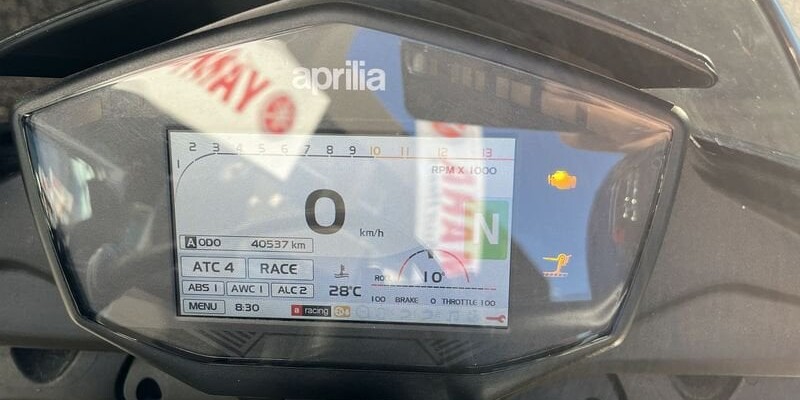 aprilia
1 2 3 4 5 6 7 8 9 10 11 12 13
RPM X 1000
0
km/h
N
A ODO 40537 km
ATC 4 RACE
ABS 1 AWC 1 ALC 2
28°C
10°
100 BRAKE 0 THROTTLE 100
MENU 8:30
a racing